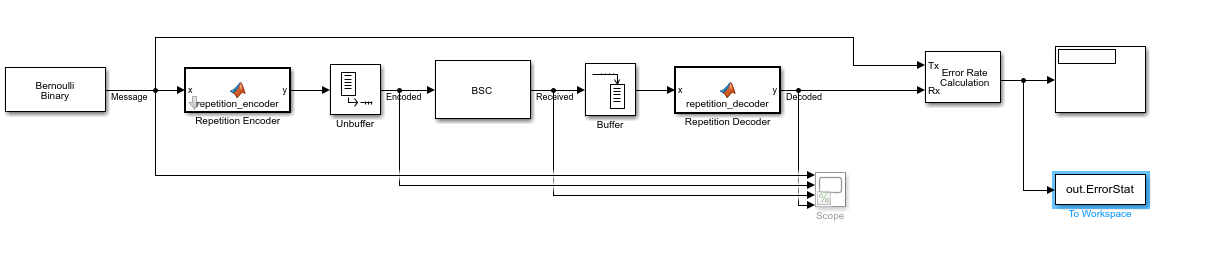 Bernoulli
Binary
Message
x
y
repetition_encoder
Repetition Encoder
Unbuffer
Encoded
BSC
Received
Buffer
x
y
repetition_decoder
Repetition Decoder
Decoded
Tx
Rx
Error Rate
Calculation
Scope
out.ErrorStat
To Workspace